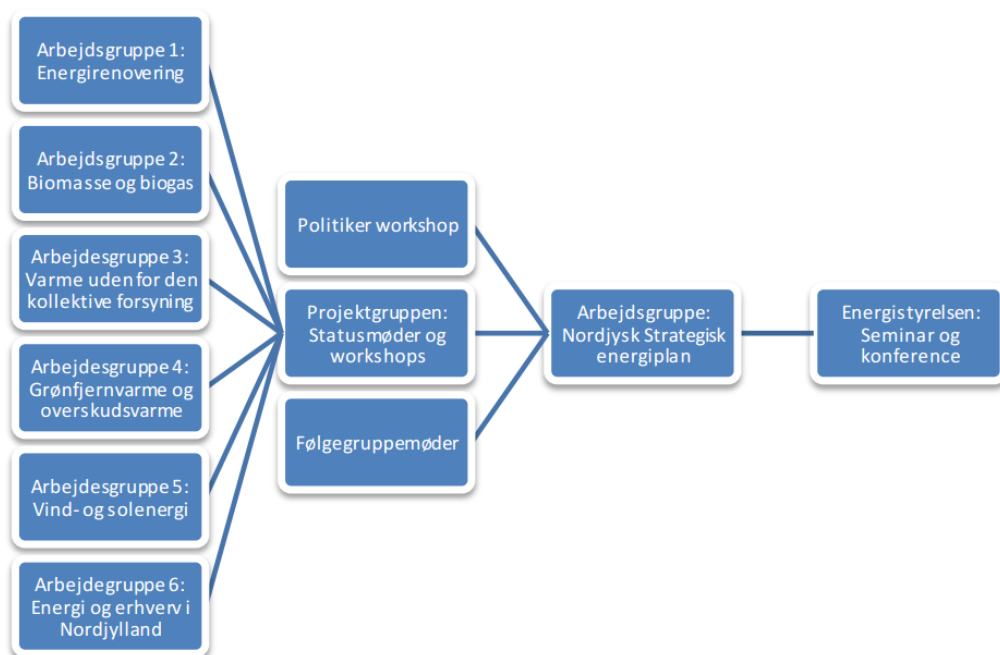 Arbejdsgruppe 1:
Energirenovering
Arbejdsgruppe 2:
Biomasse og biogas
Arbejdesgruppe 3:
Varme uden for den
kollektive forsyning
Arbejdesgruppe 4:
Grønfjernvarme og
overskudsvarme
Arbejdesgruppe 5:
Vind- og solenergi
Arbejdegruppe 6:
Energi og erhverv i
Nordjylland
Politiker workshop
Projektgruppen:
Statusmøder og
workshops
Følgegruppemøder
Arbejdsgruppe:
Nordjysk Strategisk
energiplan
Energistyrelsen:
Seminar og
konference